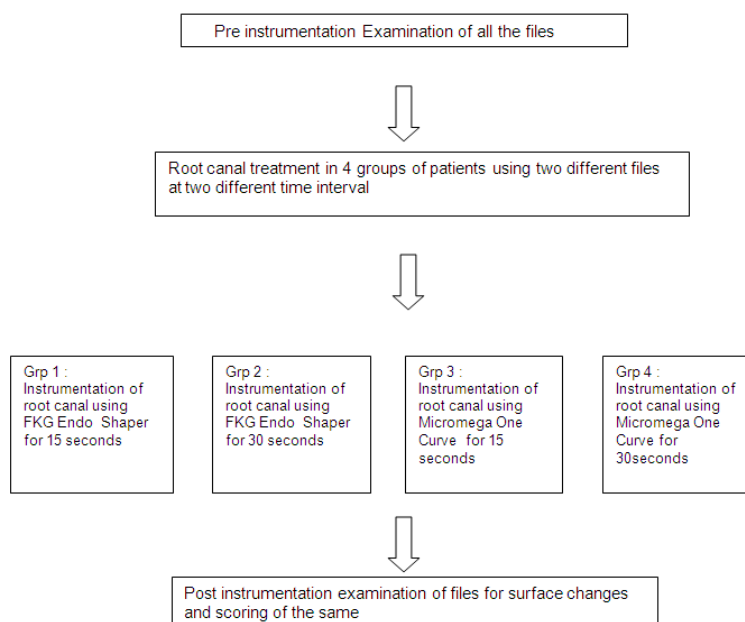 Pre instrumentation Examination of all the files
Root canal treatment in 4 groups of patients using two different files
at two different time interval
Grp 1 :
Instrumentation of
root canal using
FKG Endo Shaper
for 15 seconds
Grp 2 :
Instrumentation of
root canal using
FKG Endo Shaper
for 30 seconds
Grp 3 :
Instrumentation of
root canal using
Micromega One
Curve for 15
seconds
Grp 4 :
Instrumentation of
root canal using
Micromega One
Curve for
30seconds
Post instrumentation examination of files for surface changes
and scoring of the same